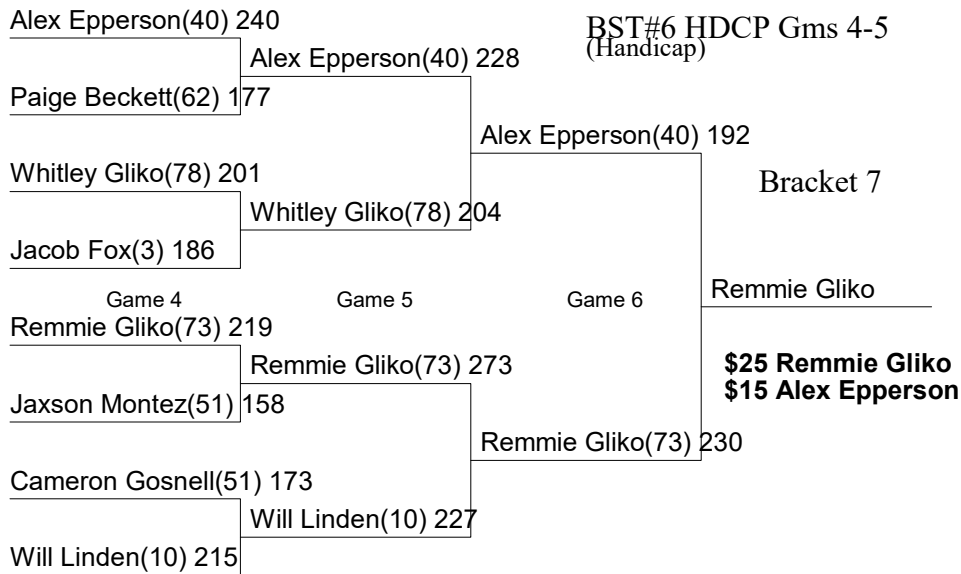 Alex Epperson(40) 240
BST#6 HDCP Gms 4-5
(Handicap)
Alex Epperson(40) 228
Paige Beckett(62) 177
Alex Epperson(40) 192
Whitley Gliko(78) 201
Bracket 7
Whitley Gliko(78) 204
Jacob Fox(3) 186
Game 4
Game 5
Game 6
Remmie Gliko
Remmie Gliko(73) 219
Remmie Gliko(73) 273
$25 Remmie Gliko
$15 Alex Epperson
Jaxson Montez(51) 158
Remmie Gliko(73) 230
Cameron Gosnell(51) 173
Will Linden(10) 227
Will Linden(10) 215